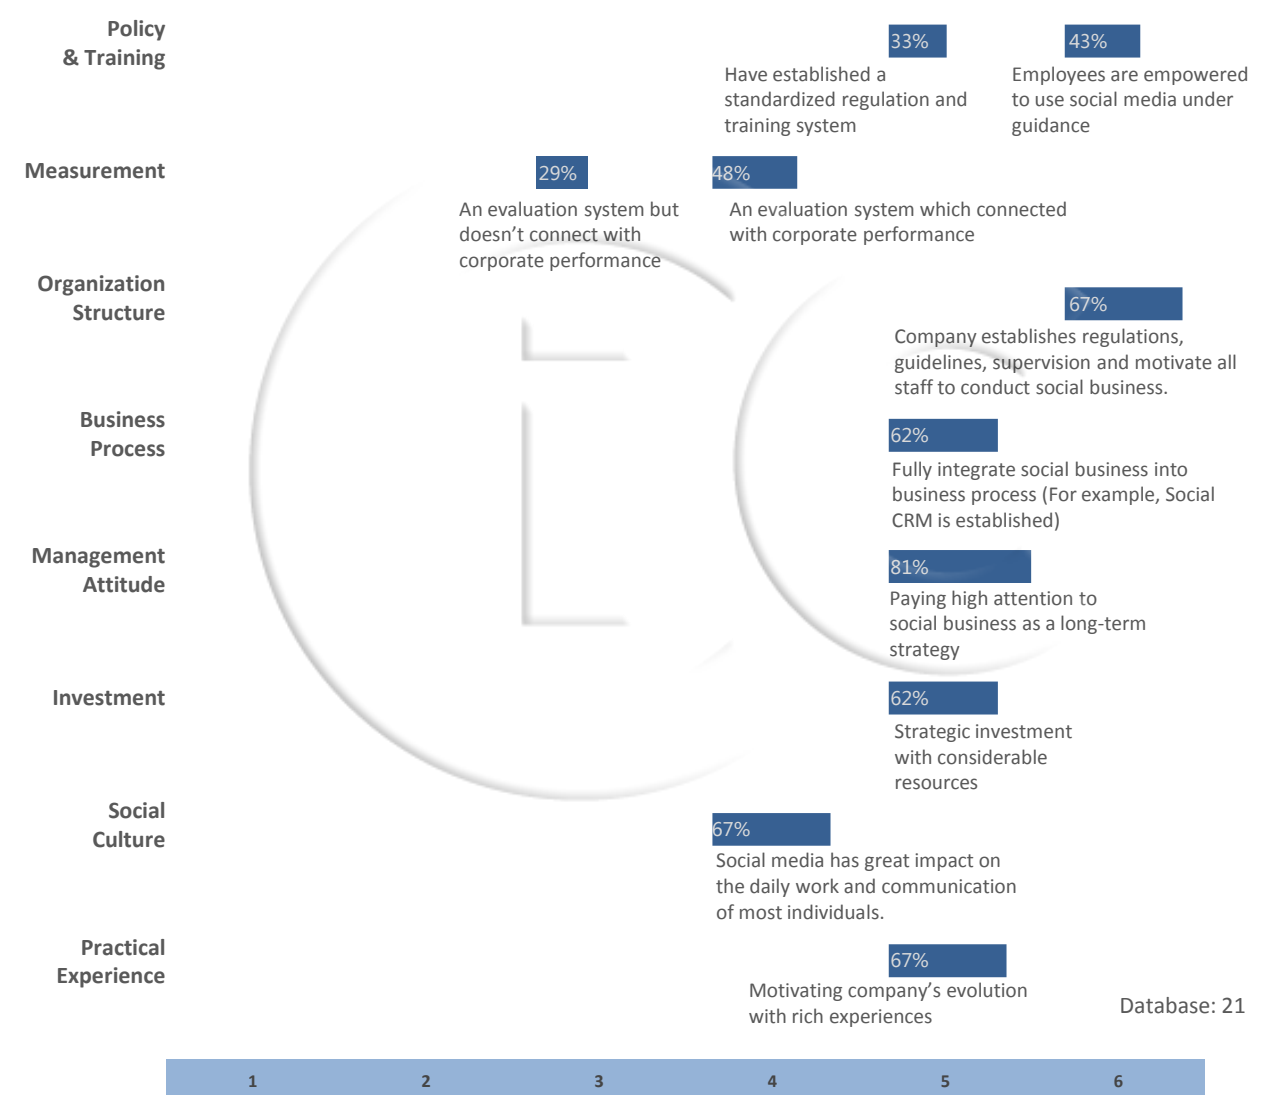 Policy
& Training
33%
43%
Have established a
standardized regulation and
training system
Employees are empowered
to use social media under
guidance
Measurement
29%
48%
An evaluation system but
doesn’t connect with
corporate performance
An evaluation system which connected
with corporate performance
Organization
Structure
67%
Company establishes regulations,
guidelines, supervision and motivate all
staff to conduct social business.
Business
Process
62%
Fully integrate social business into
business process (For example, Social
CRM is established)
Management
Attitude
81%
Paying high attention to
social business as a long-term
strategy
Investment
62%
Strategic investment
with considerable
resources
Social
Culture
67%
Social media has great impact on
the daily work and communication
of most individuals.
Practical
Experience
67%
Motivating company’s evolution
with rich experiences
Database: 21
1 2 3 4 5 6